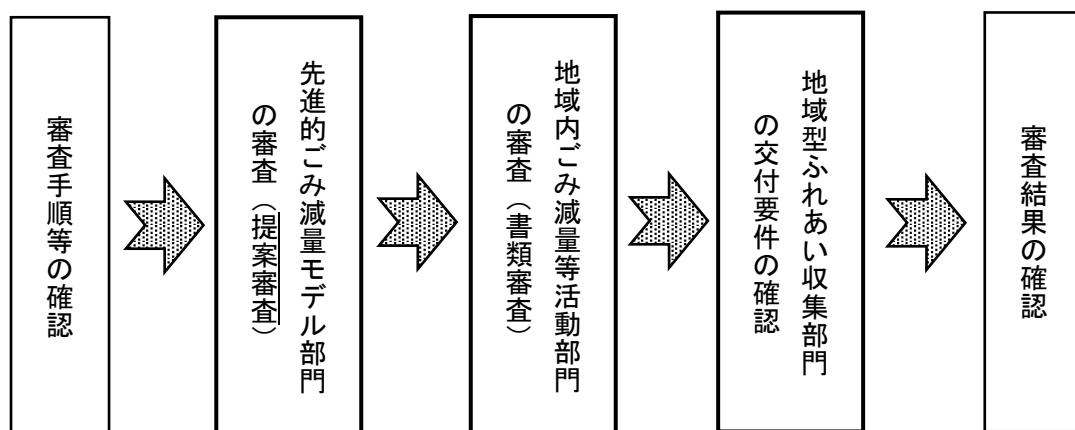 審査手順等の確認
先進的ごみ減量モデル部門
の審査（提案審査）
地域内ごみ減量等活動部門
の審査（書類審査）
地域型ふれあい収集部門
の交付要件の確認
審査結果の確認